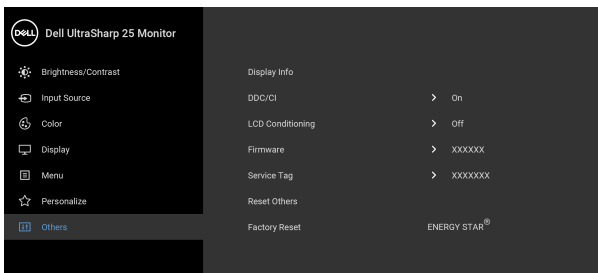 DELL Dell UltraSharp 25 Monitor
Brightness/Contrast
Input Source
Color
Display
Menu
Personalize
Others
Display Info
DDC/CI > On
LCD Conditioning > Off
Firmware > XXXXXX
Service Tag > XXXXXXX
Reset Others
Factory Reset ENERGY STAR®